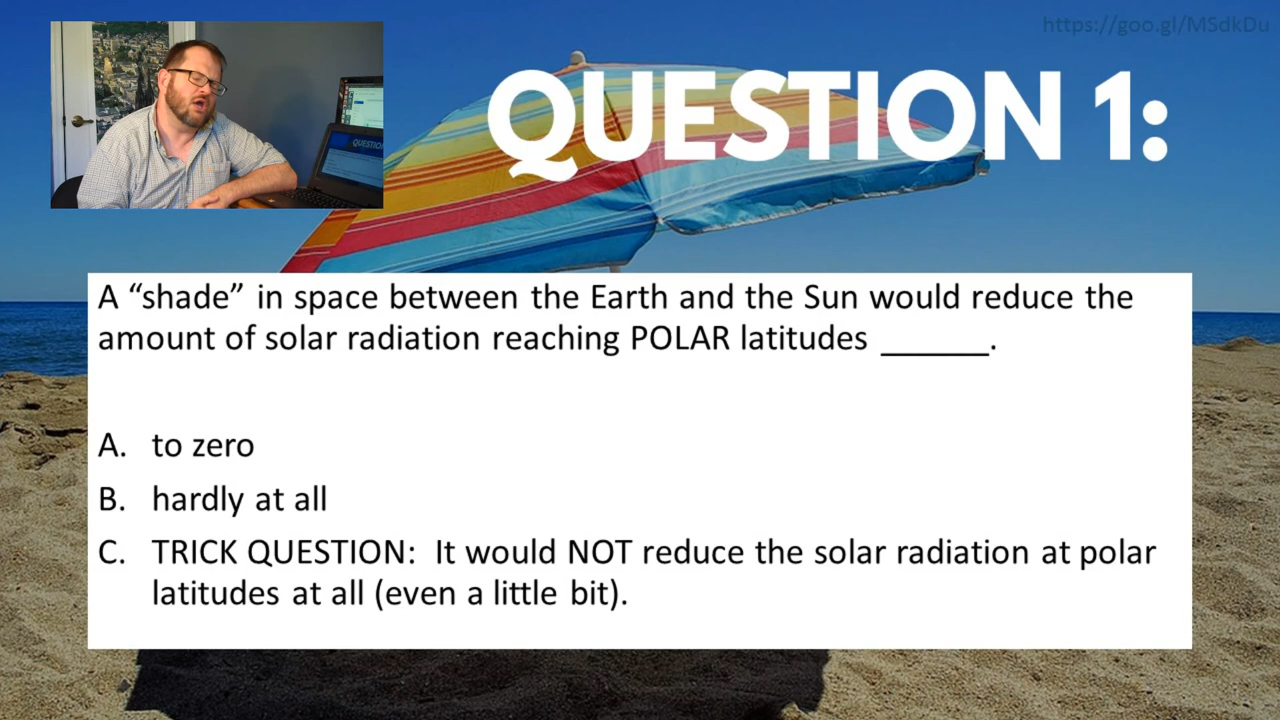 https://goo.gl/MSdkDu
QUESTION 1:
QUESTION
A “shade” in space between the Earth and the Sun would reduce the
amount of solar radiation reaching POLAR latitudes ______.
A. to zero
B. hardly at all
C. TRICK QUESTION: It would NOT reduce the solar radiation at polar
latitudes at all (even a little bit).